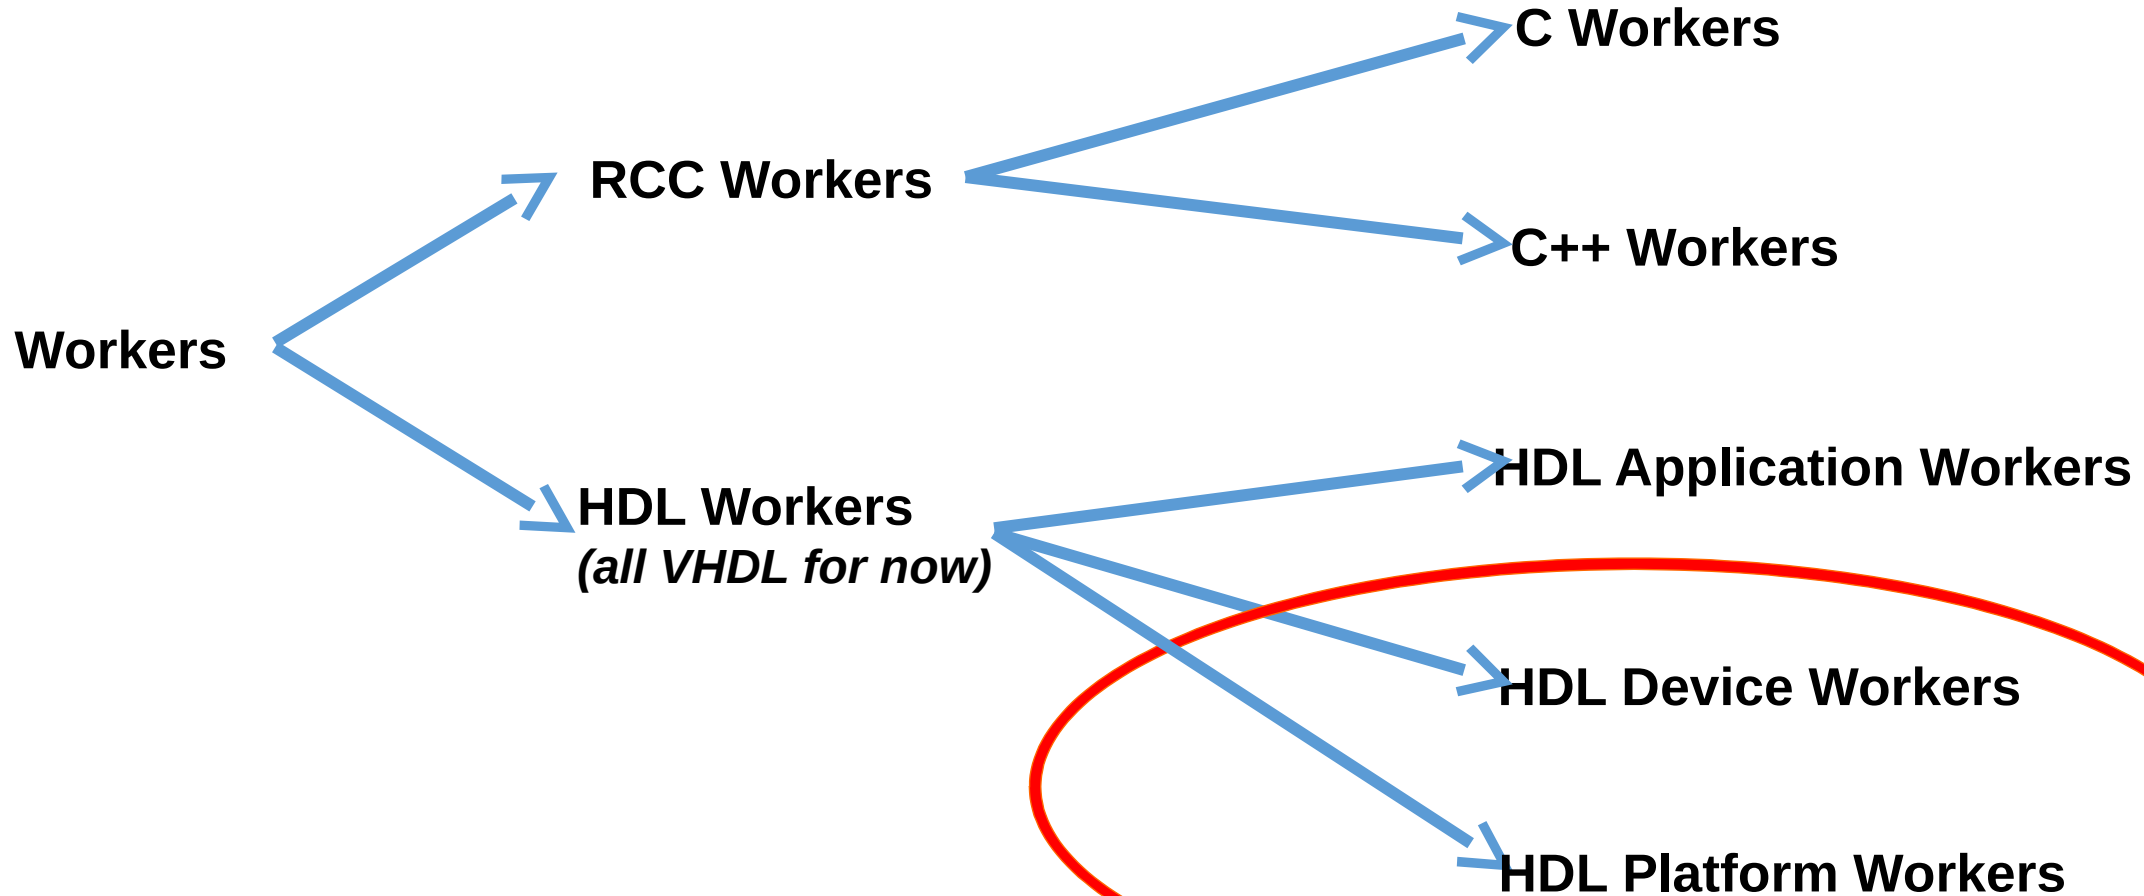 C Workers
RCC Workers
C++ Workers
Workers
HDL Application Workers
HDL Workers
(all VHDL for now)
HDL Device Workers
HDL Platform Workers